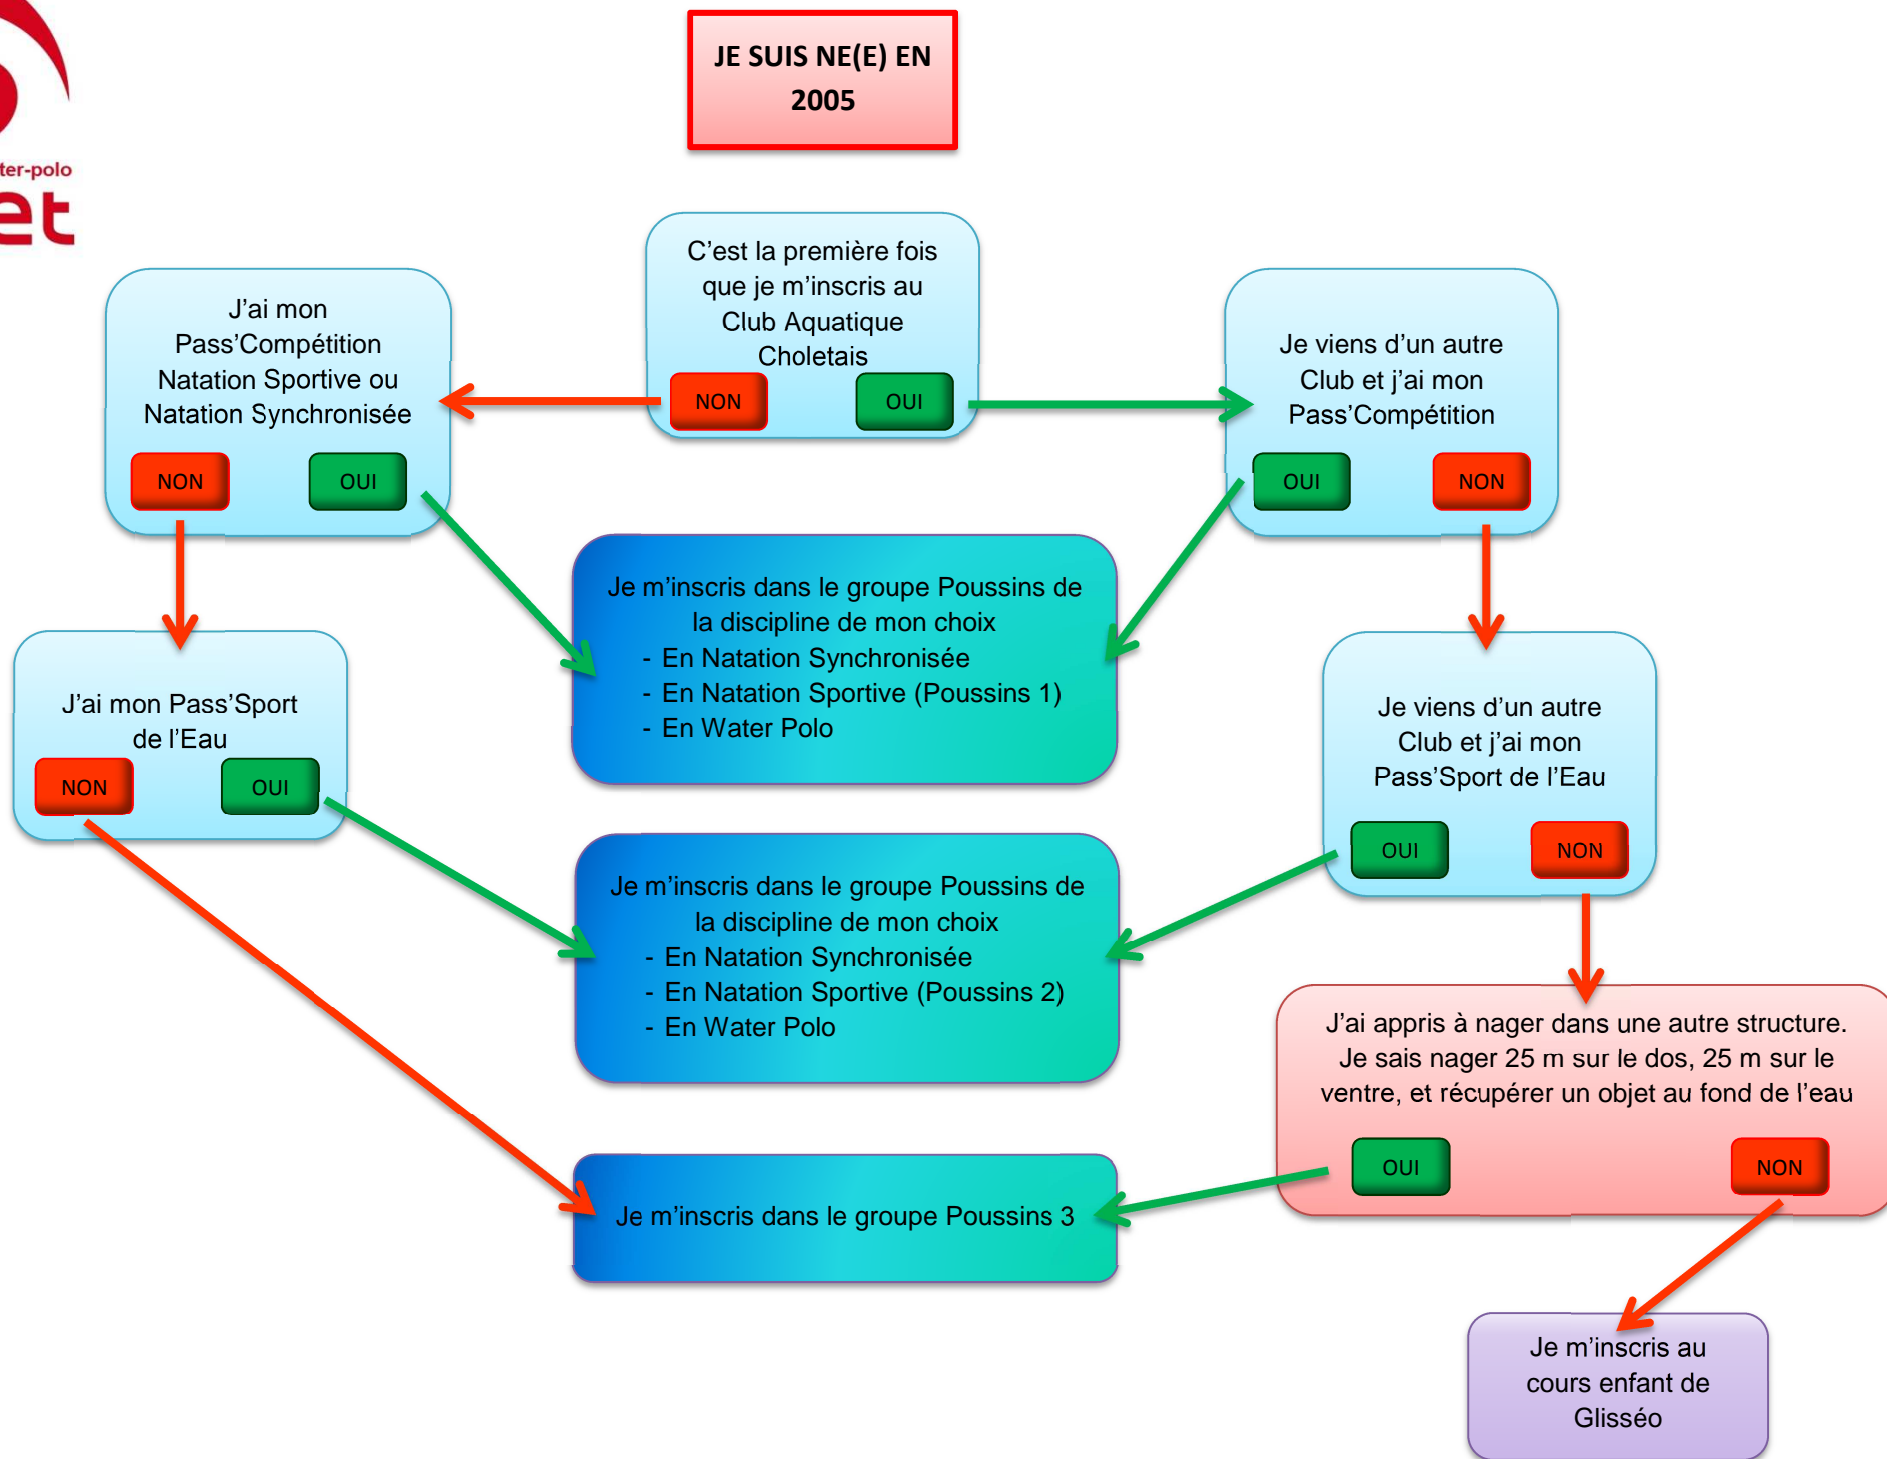 JE SUIS NE(E) EN
2005
ter-polo
et
C’est la première fois
que je m’inscris au
Club Aquatique
Choletais
NON
OUI
J’ai mon
Pass’Compétition
Natation Sportive ou
Natation Synchronisée
NON
OUI
Je viens d’un autre
Club et j’ai mon
Pass’Compétition
OUI
NON
Je m’inscris dans le groupe Poussins de
la discipline de mon choix
- En Natation Synchronisée
- En Natation Sportive (Poussins 1)
- En Water Polo
J’ai mon Pass’Sport
de l’Eau
NON
OUI
Je viens d’un autre
Club et j’ai mon
Pass’Sport de l’Eau
OUI
NON
Je m’inscris dans le groupe Poussins de
la discipline de mon choix
- En Natation Synchronisée
- En Natation Sportive (Poussins 2)
- En Water Polo
J’ai appris à nager dans une autre structure.
Je sais nager 25 m sur le dos, 25 m sur le
ventre, et récupérer un objet au fond de l’eau
OUI
NON
Je m’inscris dans le groupe Poussins 3
Je m’inscris au
cours enfant de
Glisséo